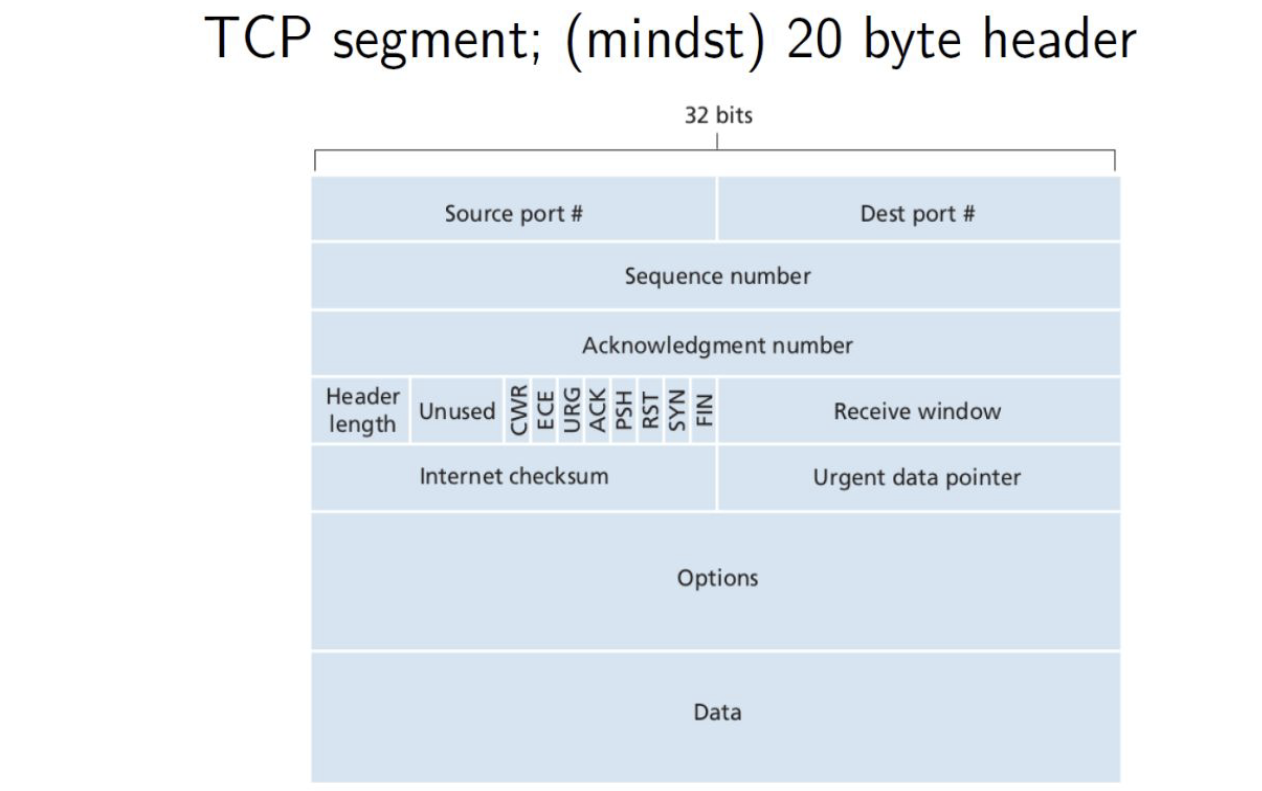 TCP segment; (mindst) 20 byte header
32 bits
Source port #
Dest port #
Sequence number
Acknowledgment number
Header
length
Unused
CWR
ECE
URG
ACK
PSH
RST
SYN
FIN
Receive window
Internet checksum
Urgent data pointer
Options
Data